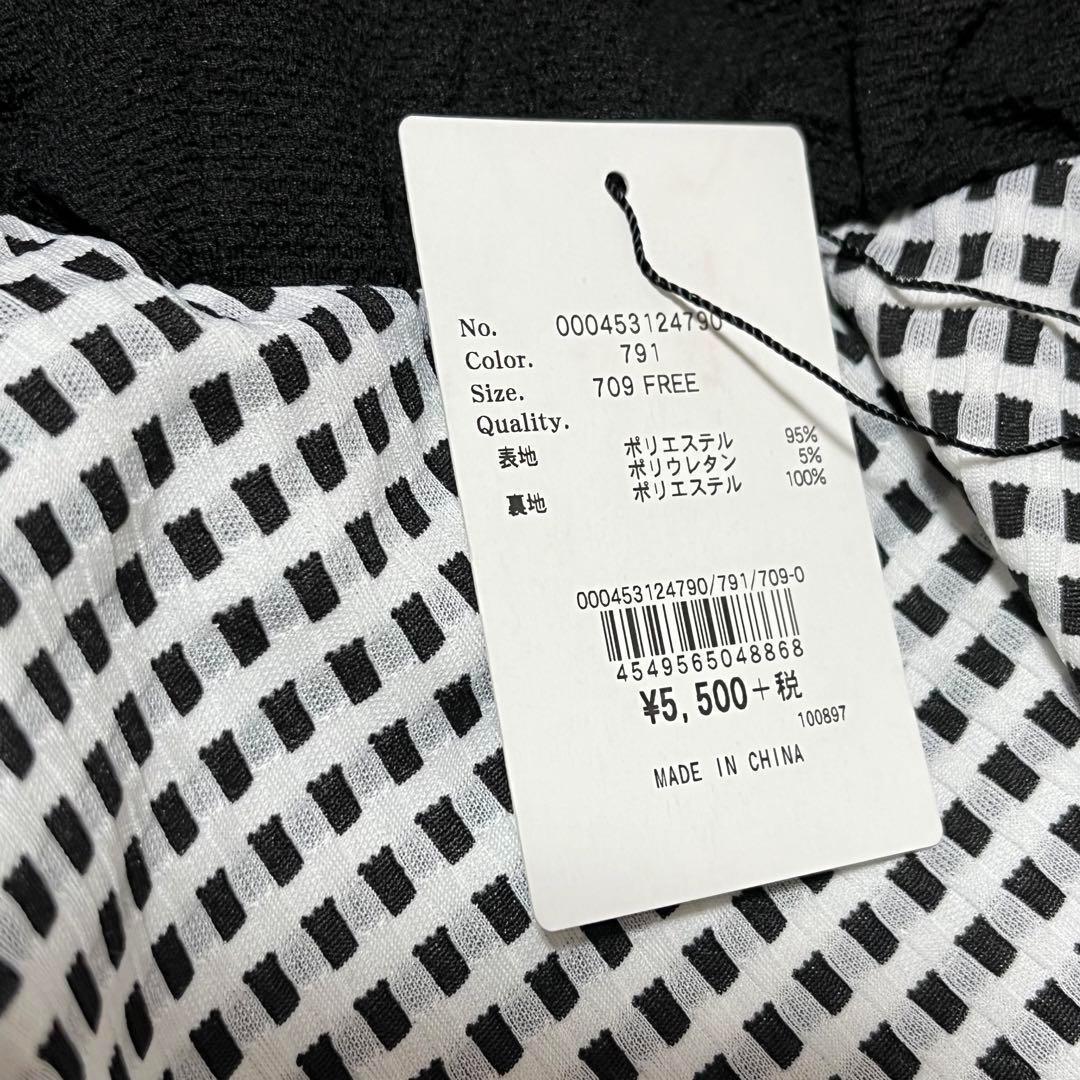 No. 000453124790
Color. 791
Size. 709 FREE
Quality.
表地 ポリエステル 95%
ポリウレタン 5%
裏地 ポリエステル 100%
000453124790/791/709-0
4549565048868
¥5,500+税
100897
MADE IN CHINA